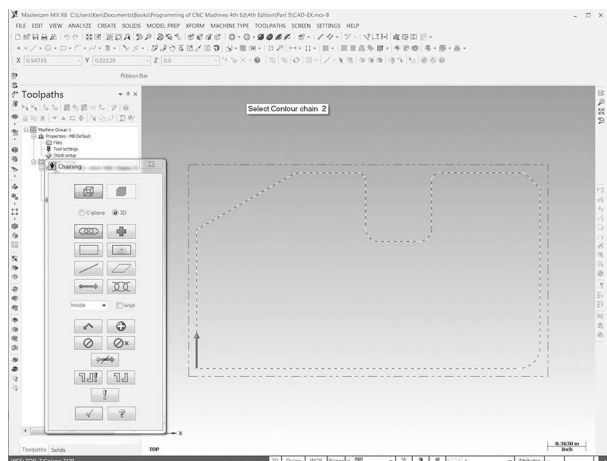 Mastercam Mill X8 C:\Users\Ken\Documents\Books\Programming of CNC Machines 4th Ed\4th Edition\Part 5\CAD-EX.mcx-8
FILE EDIT VIEW ANALYZE CREATE SOLIDS MODEL PREP XFORM MACHINE TYPE TOOLPATHS SCREEN SETTINGS HELP
X 0.54735 Y 0.02129 Z 0.0
Ribbon Bar
Toolpaths
Select Contour chain 2
Machine Group-1
Properties - Mill Default
Files
Tool settings
Stock setup
Chaining
C-plane 3D
Inside Wait
X
Toolpaths Solids
TOP
0.3630 in
Inch